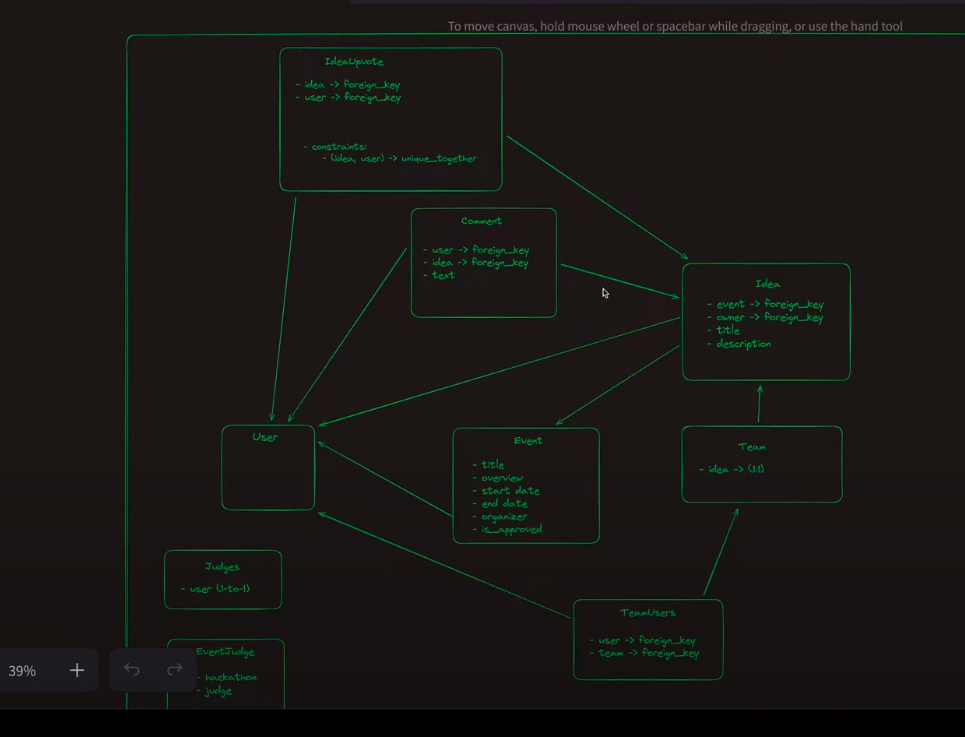 To move canvas, hold mouse wheel or spacebar while dragging, or use the hand tool
IdeaUpvote
- idea -> foreign_key
- user -> foreign_key
- constraints:
- (idea, user) -> unique_together
Comment
- user -> foreign_key
- idea -> foreign_key
- text
Idea
- event -> foreign_key
- owner -> foreign_key
- title
- description
User
Event
- title
- overview
- start date
- end date
- organizer
- is_approved
Team
- idea -> (1:1)
Judges
- user (1-to-1)
TeamUsers
- user -> foreign_key
- team -> foreign_key
EventJudge
- hackathon
- judge
39%